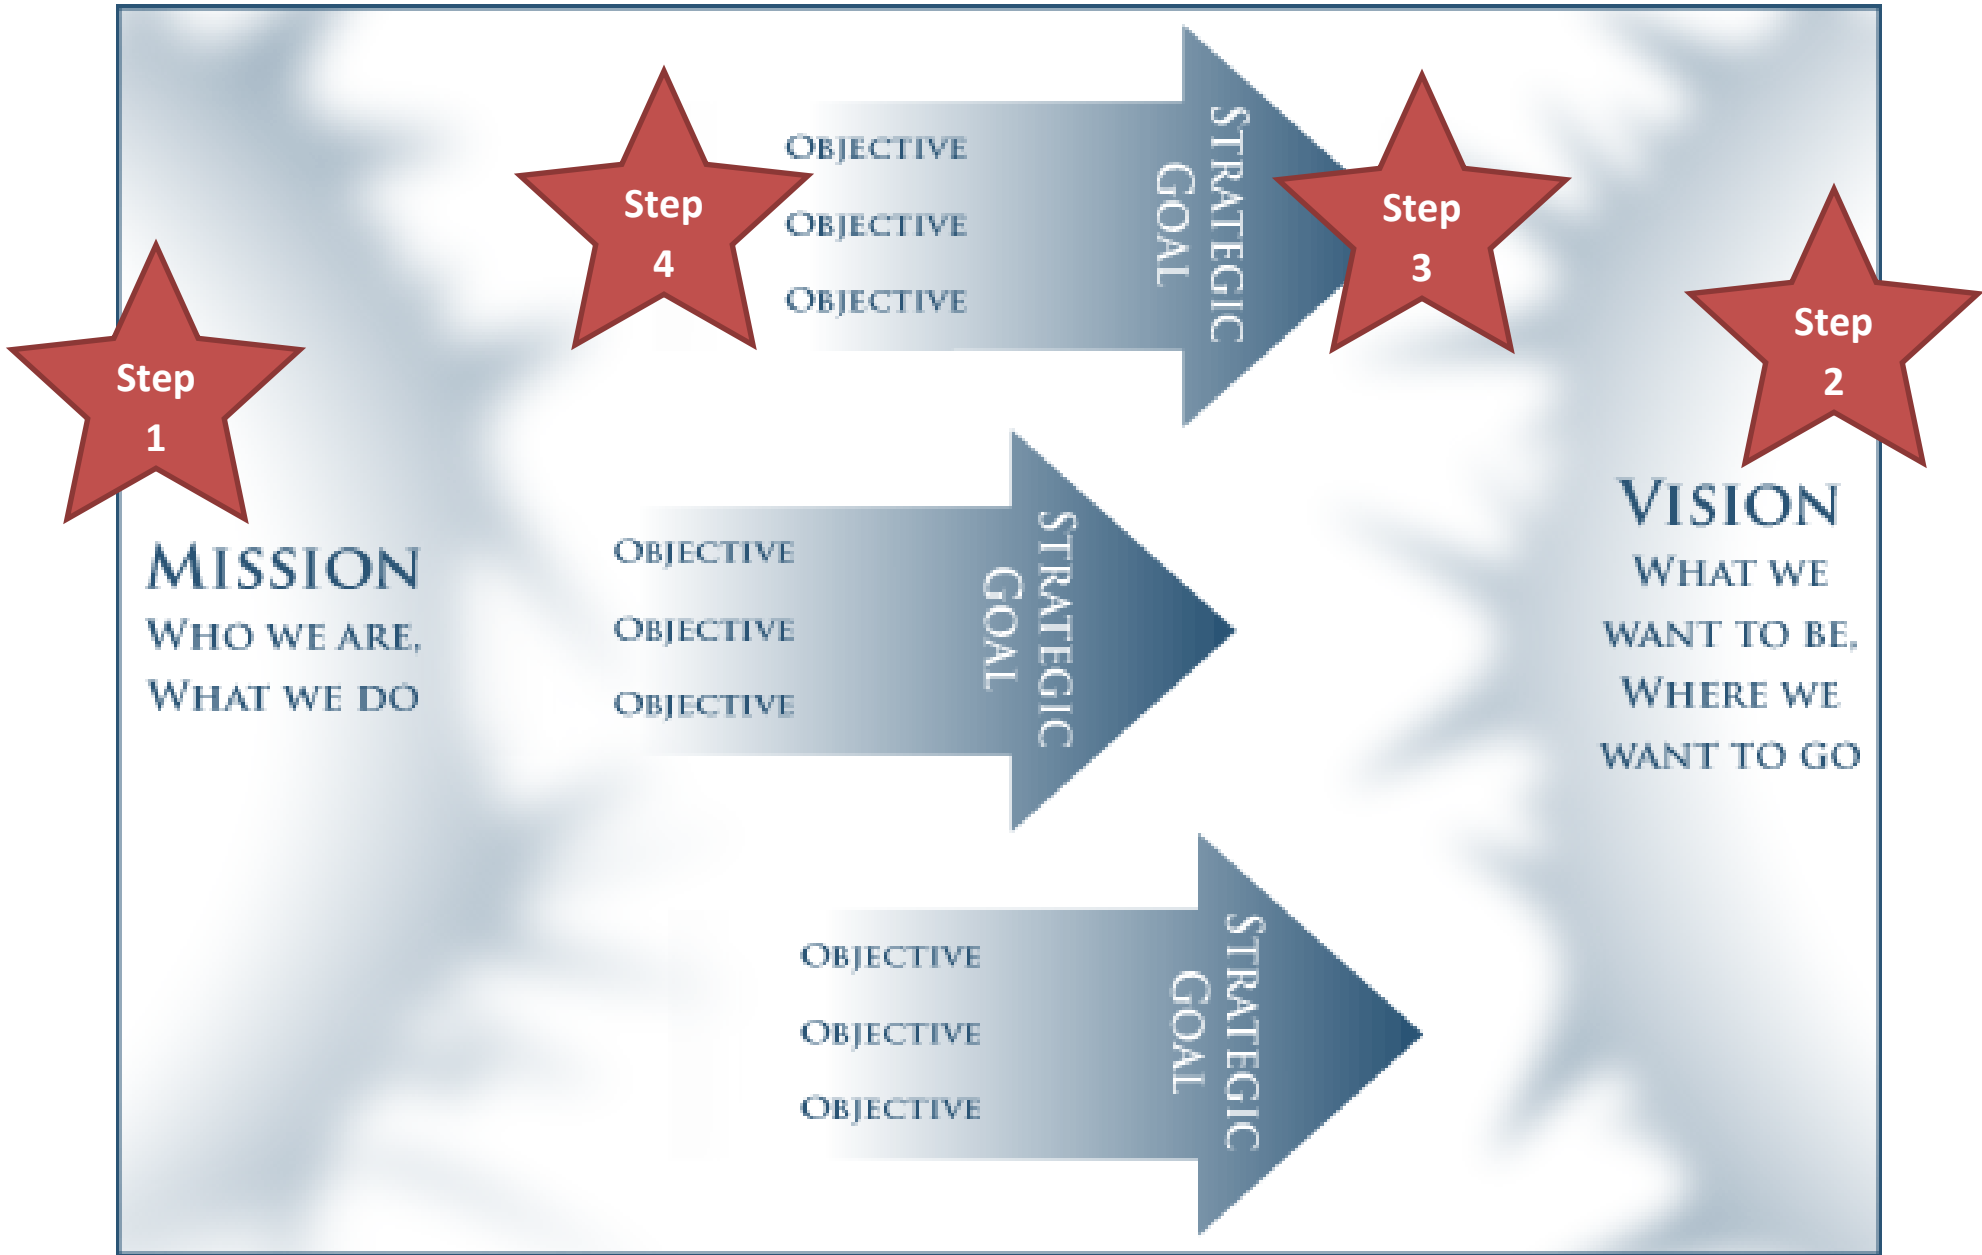 Step
1
MISSION
WHO WE ARE,
WHAT WE DO
Step
4
OBJECTIVE
OBJECTIVE
OBJECTIVE
STRATEGIC
GOAL
Step
3
OBJECTIVE
OBJECTIVE
OBJECTIVE
STRATEGIC
GOAL
OBJECTIVE
OBJECTIVE
OBJECTIVE
STRATEGIC
GOAL
Step
2
VISION
WHAT WE
WANT TO BE,
WHERE WE
WANT TO GO